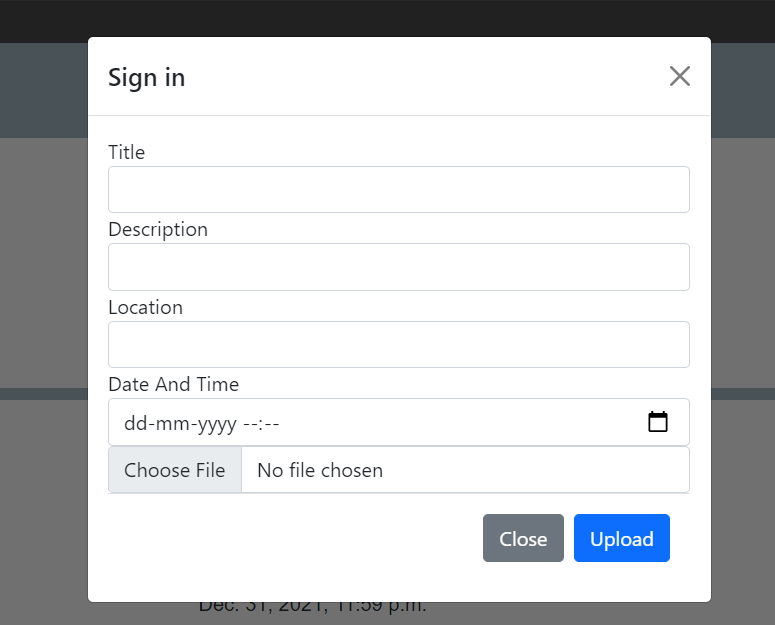 Sign in
Title
Description
Location
Date And Time
dd-mm-yyyy --:--
Choose File No file chosen
Close Upload
Dec. 31, 2021, 11:59 p.m.